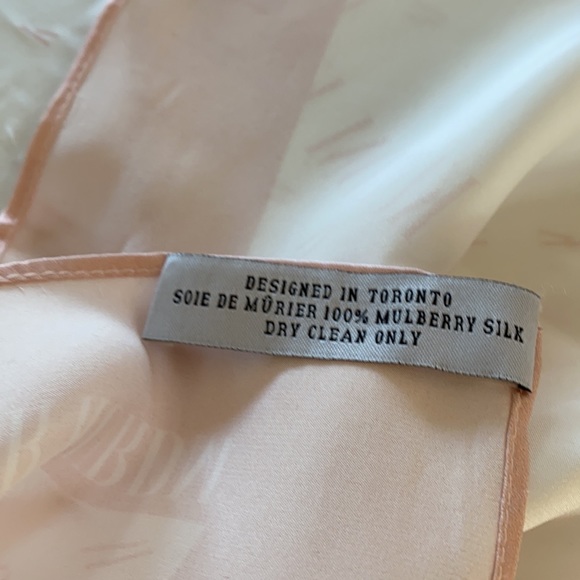 DESIGNED IN TORONTO
SOIE DE MÛRIER 100% MULBERRY SILK
DRY CLEAN ONLY